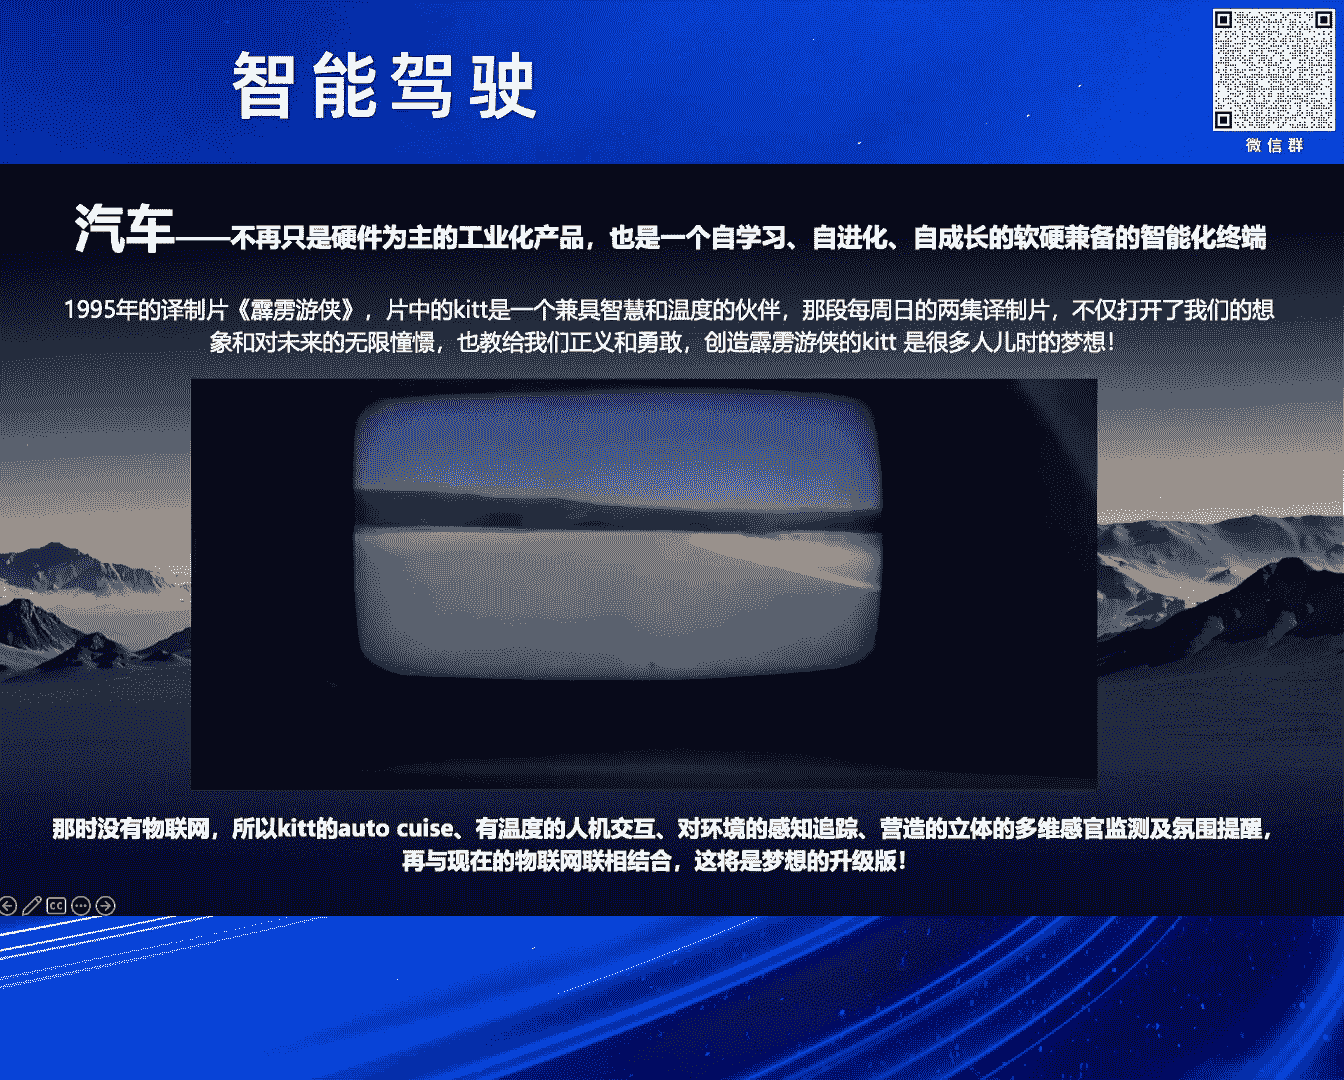 智能驾驶
微信群
汽车——不再只是硬件为主的工业化产品，也是一个自学习、自进化、自成长的软硬兼备的智能化终端
1995年的译制片《霹雳游侠》，片中的kitt是一个兼具智慧和温度的伙伴，那段每周日的两集译制片，不仅打开了我们的想
象和对未来的无限憧憬，也教给我们正义和勇敢，创造霹雳游侠的kitt 是很多人儿时的梦想！
那时没有物联网，所以kitt的auto cuise、有温度的人机交互、对环境的感知追踪、营造的立体的多维感官监测及氛围提醒，
再与现在的物联网联相结合，这将是梦想的升级版！
CC